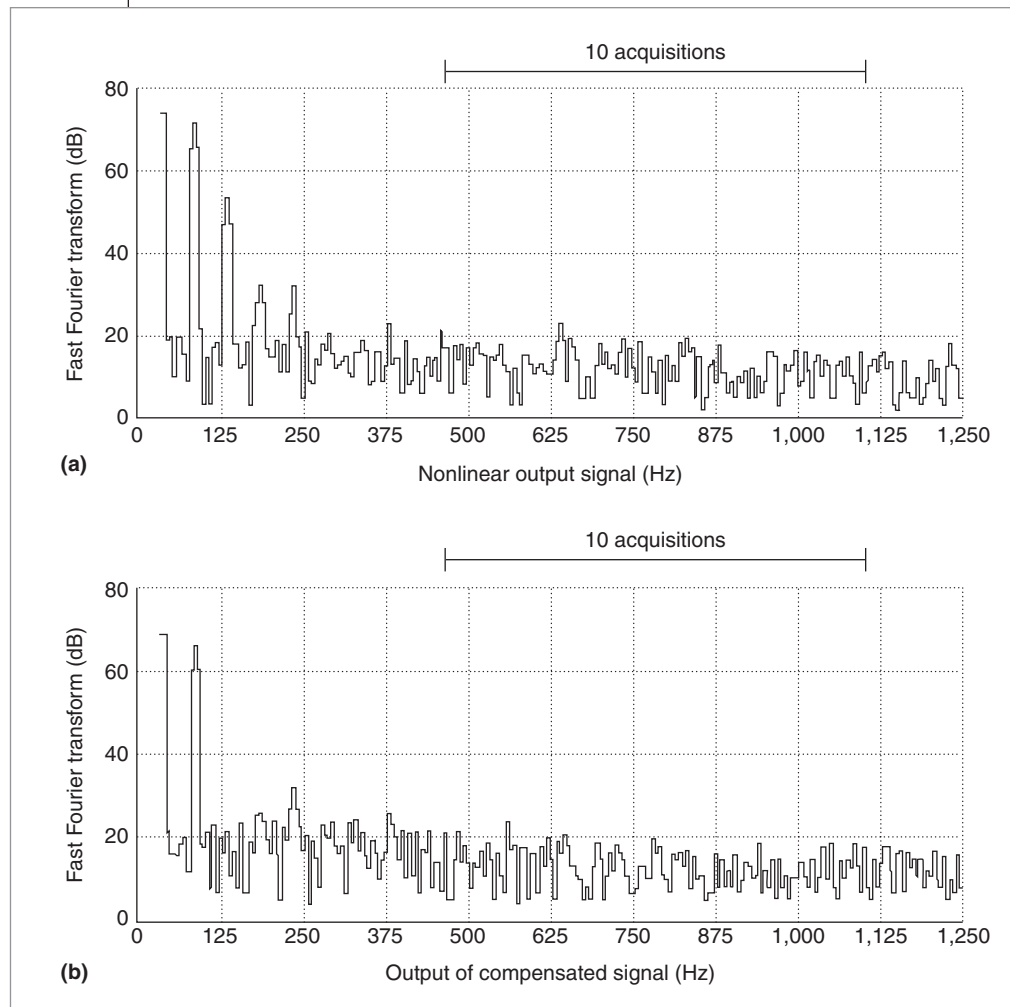 10 acquisitions
Fast Fourier transform (dB)
80
60
40
20
0
0 125 250 375 500 625 750 875 1,000 1,125 1,250
(a)
Nonlinear output signal (Hz)
10 acquisitions
Fast Fourier transform (dB)
80
60
40
20
0
0 125 250 375 500 625 750 875 1,000 1,125 1,250
(b)
Output of compensated signal (Hz)